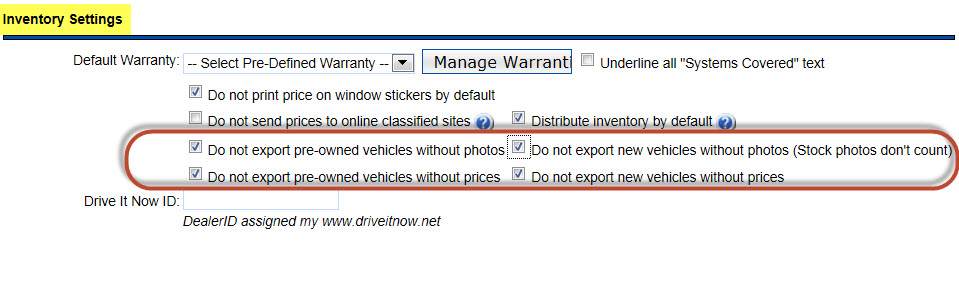 Inventory Settings
Default Warranty: -- Select Pre-Defined Warranty -- Manage Warranti Underline all "Systems Covered" text
Do not print price on window stickers by default
Do not send prices to online classified sites ? Distribute inventory by default ?
Do not export pre-owned vehicles without photos Do not export new vehicles without photos (Stock photos don't count)
Do not export pre-owned vehicles without prices Do not export new vehicles without prices
Drive It Now ID:
DealerID assigned my www.driveitnow.net